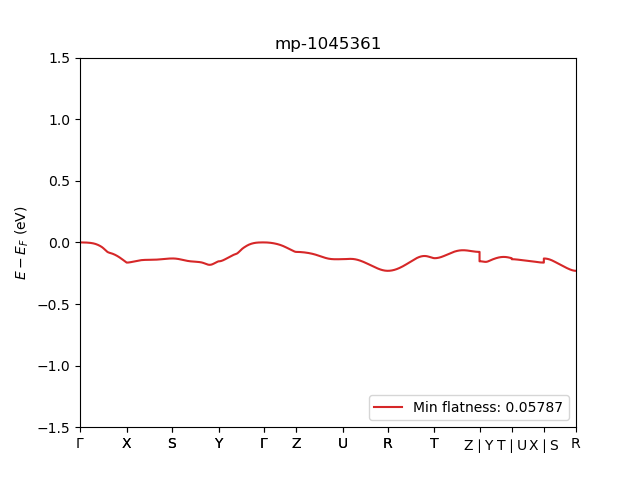 mp-1045361
E − E_F (eV)
1.5
1.0
0.5
0.0
−0.5
−1.0
−1.5
Min flatness: 0.05787
Γ X S Y Γ Z U R T Z | Y T | U X | S R